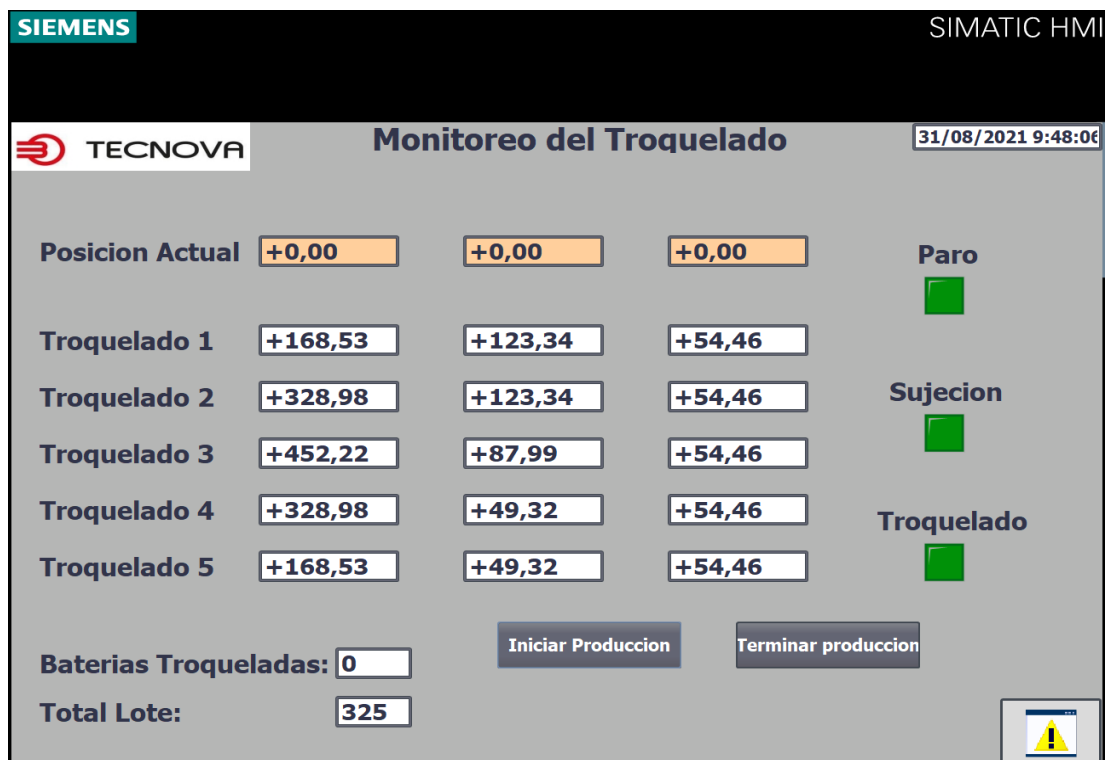 SIEMENS SIMATIC HMI
TECNOVA Monitoreo del Troquelado 31/08/2021 9:48:06
Posicion Actual +0,00 +0,00 +0,00 Paro
Troquelado 1 +168,53 +123,34 +54,46
Troquelado 2 +328,98 +123,34 +54,46 Sujecion
Troquelado 3 +452,22 +87,99 +54,46
Troquelado 4 +328,98 +49,32 +54,46 Troquelado
Troquelado 5 +168,53 +49,32 +54,46
Iniciar Produccion Terminar produccion
Baterias Troqueladas: 0
Total Lote: 325